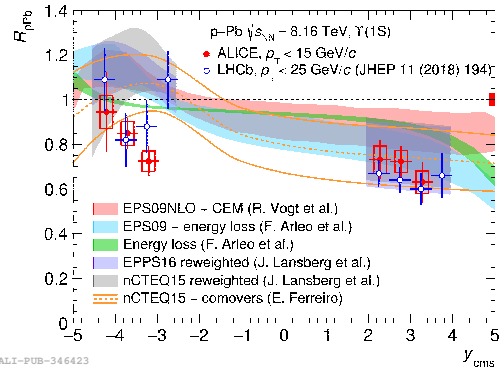 R_pPb
1.4
1.2
1
0.8
0.6
0.4
0.2
0
p−Pb √s_NN − 8.16 TeV, ϒ(1S)
ALICE, p_T < 15 GeV/c
LHCb, p_T < 25 GeV/c (JHEP 11 (2018) 194)
EPS09NLO − CEM (R. Vogt et al.)
EPS09 − energy loss (F. Arleo et al.)
Energy loss (F. Arleo et al.)
EPPS16 reweighted (J. Lansberg et al.)
nCTEQ15 reweighted (J. Lansberg et al.)
nCTEQ15 − comovers (E. Ferreiro)
−5 −4 −3 −2 −1 0 1 2 3 4 5
y_cms
ALI-PUB-346423